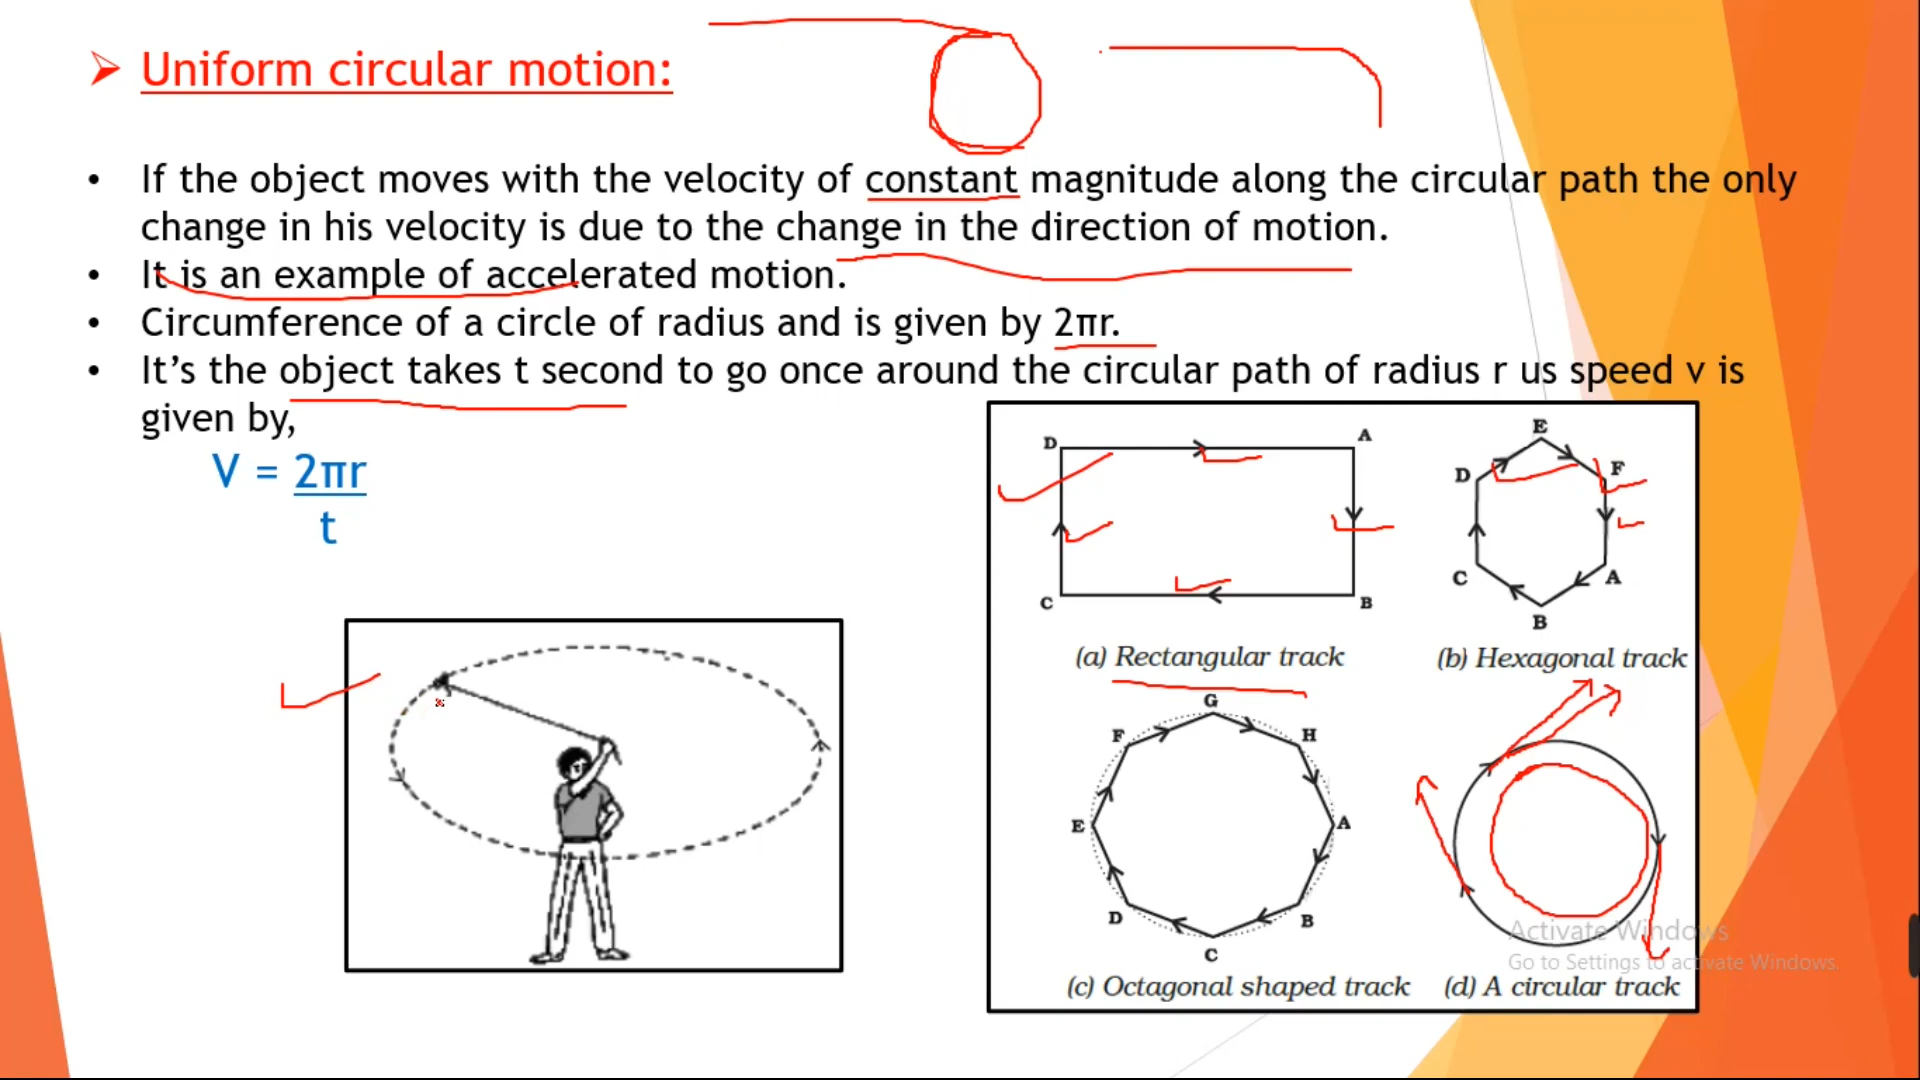 Uniform circular motion:
• If the object moves with the velocity of constant magnitude along the circular path the only
change in his velocity is due to the change in the direction of motion.
• It is an example of accelerated motion.
• Circumference of a circle of radius and is given by 2πr.
• It’s the object takes t second to go once around the circular path of radius r us speed v is
given by,
V = 2πr
t
D A
C B
(a) Rectangular track
E
D F
C A
B
(b) Hexagonal track
G
F H
E A
D B
C
(c) Octagonal shaped track
(d) A circular track
Activate Windows
Go to Settings to activate Windows.